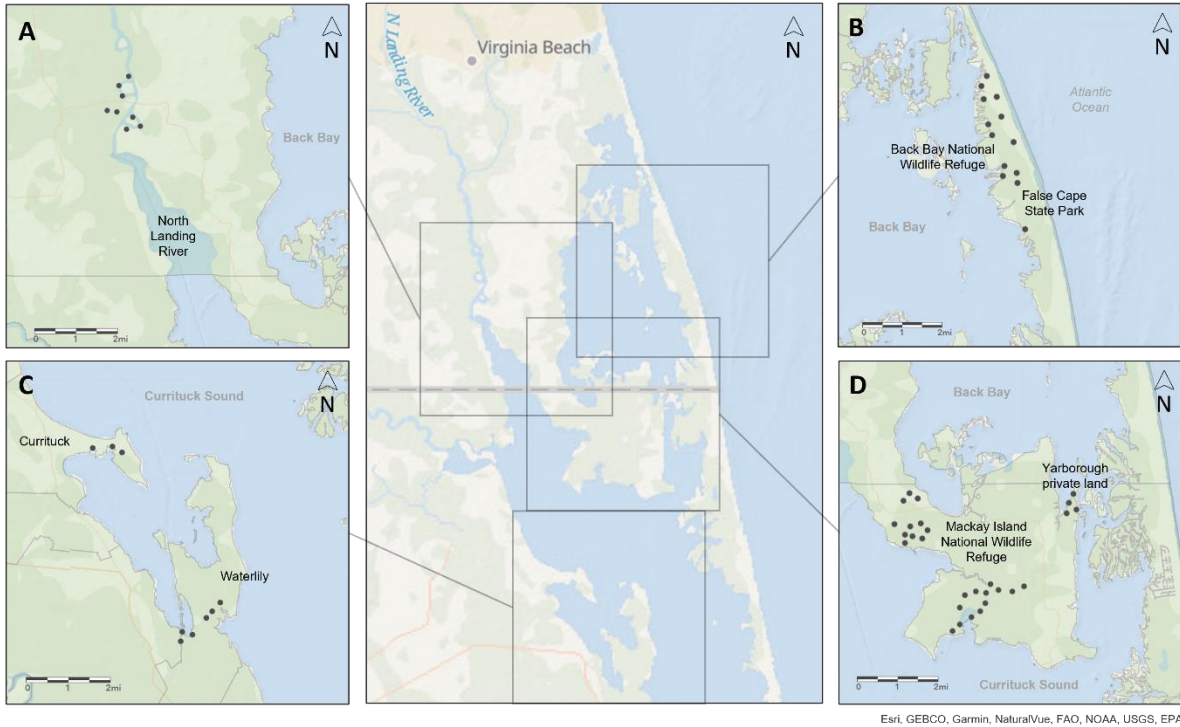 A
N
Back Bay
North
Landing
River
0 1 2mi
Virginia Beach
N Landing River
N
B
N
Atlantic
Ocean
Back Bay National
Wildlife Refuge
False Cape
State Park
Back Bay
0 1 2mi
C
N
Currituck Sound
Currituck
Waterlily
0 1 2mi
D
N
Back Bay
Yarborough
private land
Mackay Island
National Wildlife
Refuge
0 1 2mi
Currituck Sound
Esri, GEBCO, Garmin, NaturalVue, FAO, NOAA, USGS, EPA